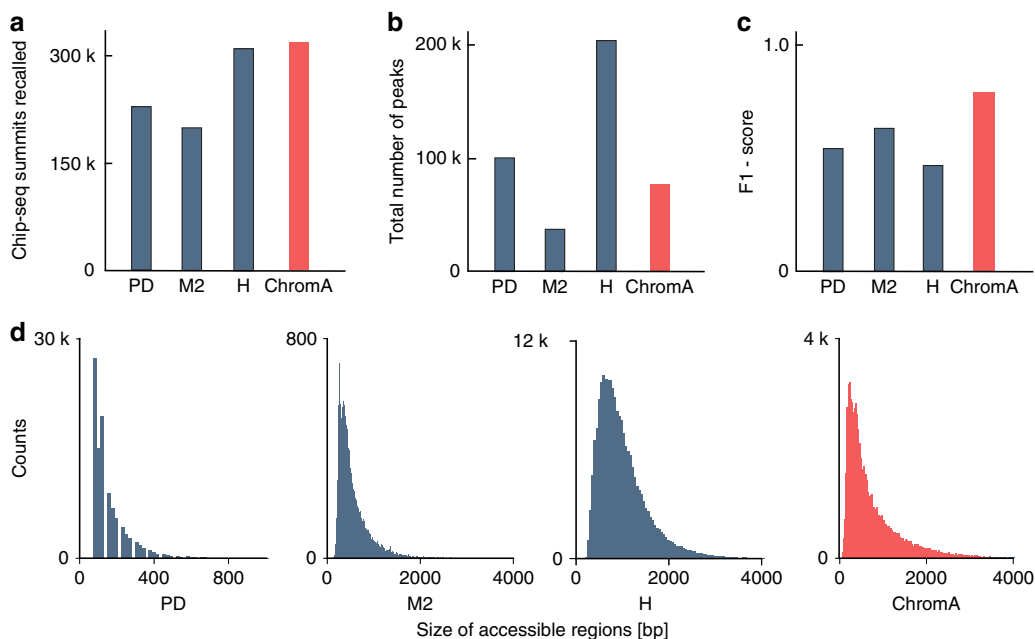 a
Chip-seq summits recalled
300 k
150 k
0
PD M2 H ChromA
b
Total number of peaks
200 k
100 k
0
PD M2 H ChromA
c
F1 - score
1.0
0
PD M2 H ChromA
d
Counts
30 k
0
0 400 800
PD
800
0
0 2000 4000
M2
12 k
0
0 2000 4000
H
4 k
0
0 2000 4000
ChromA
Size of accessible regions [bp]